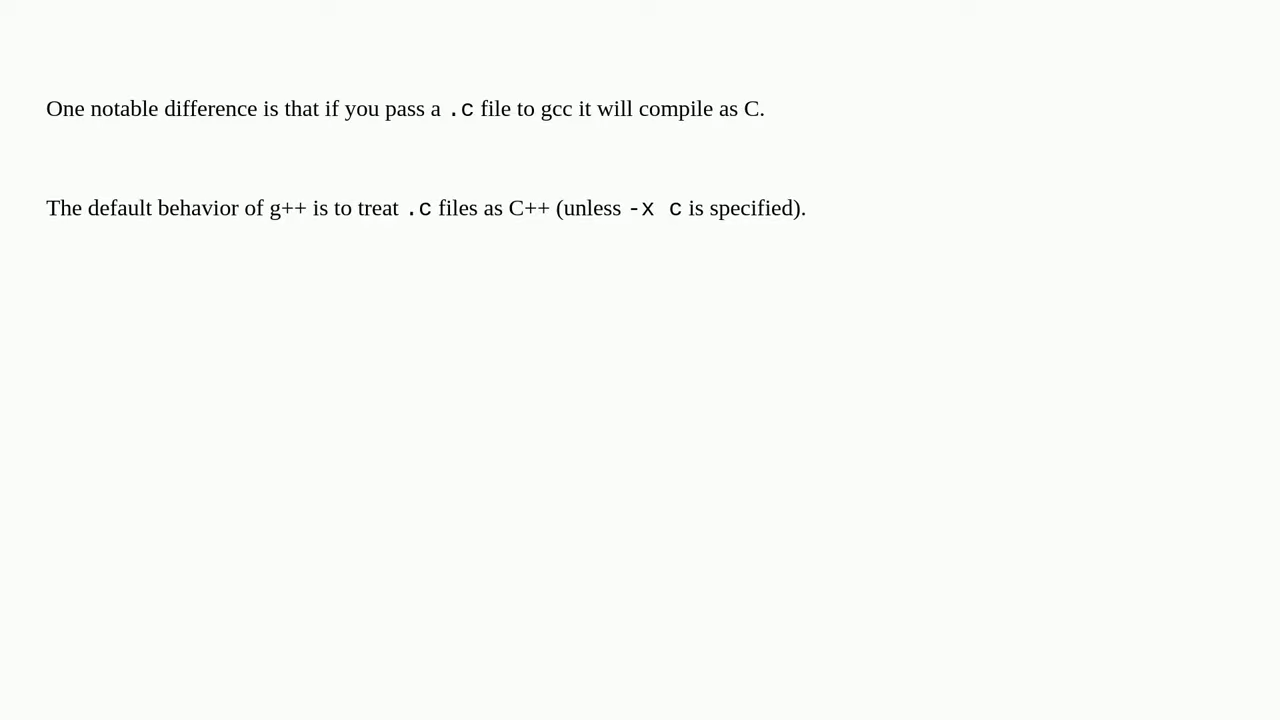 One notable difference is that if you pass a .c file to gcc it will compile as C.
The default behavior of g++ is to treat .c files as C++ (unless -x c is specified).